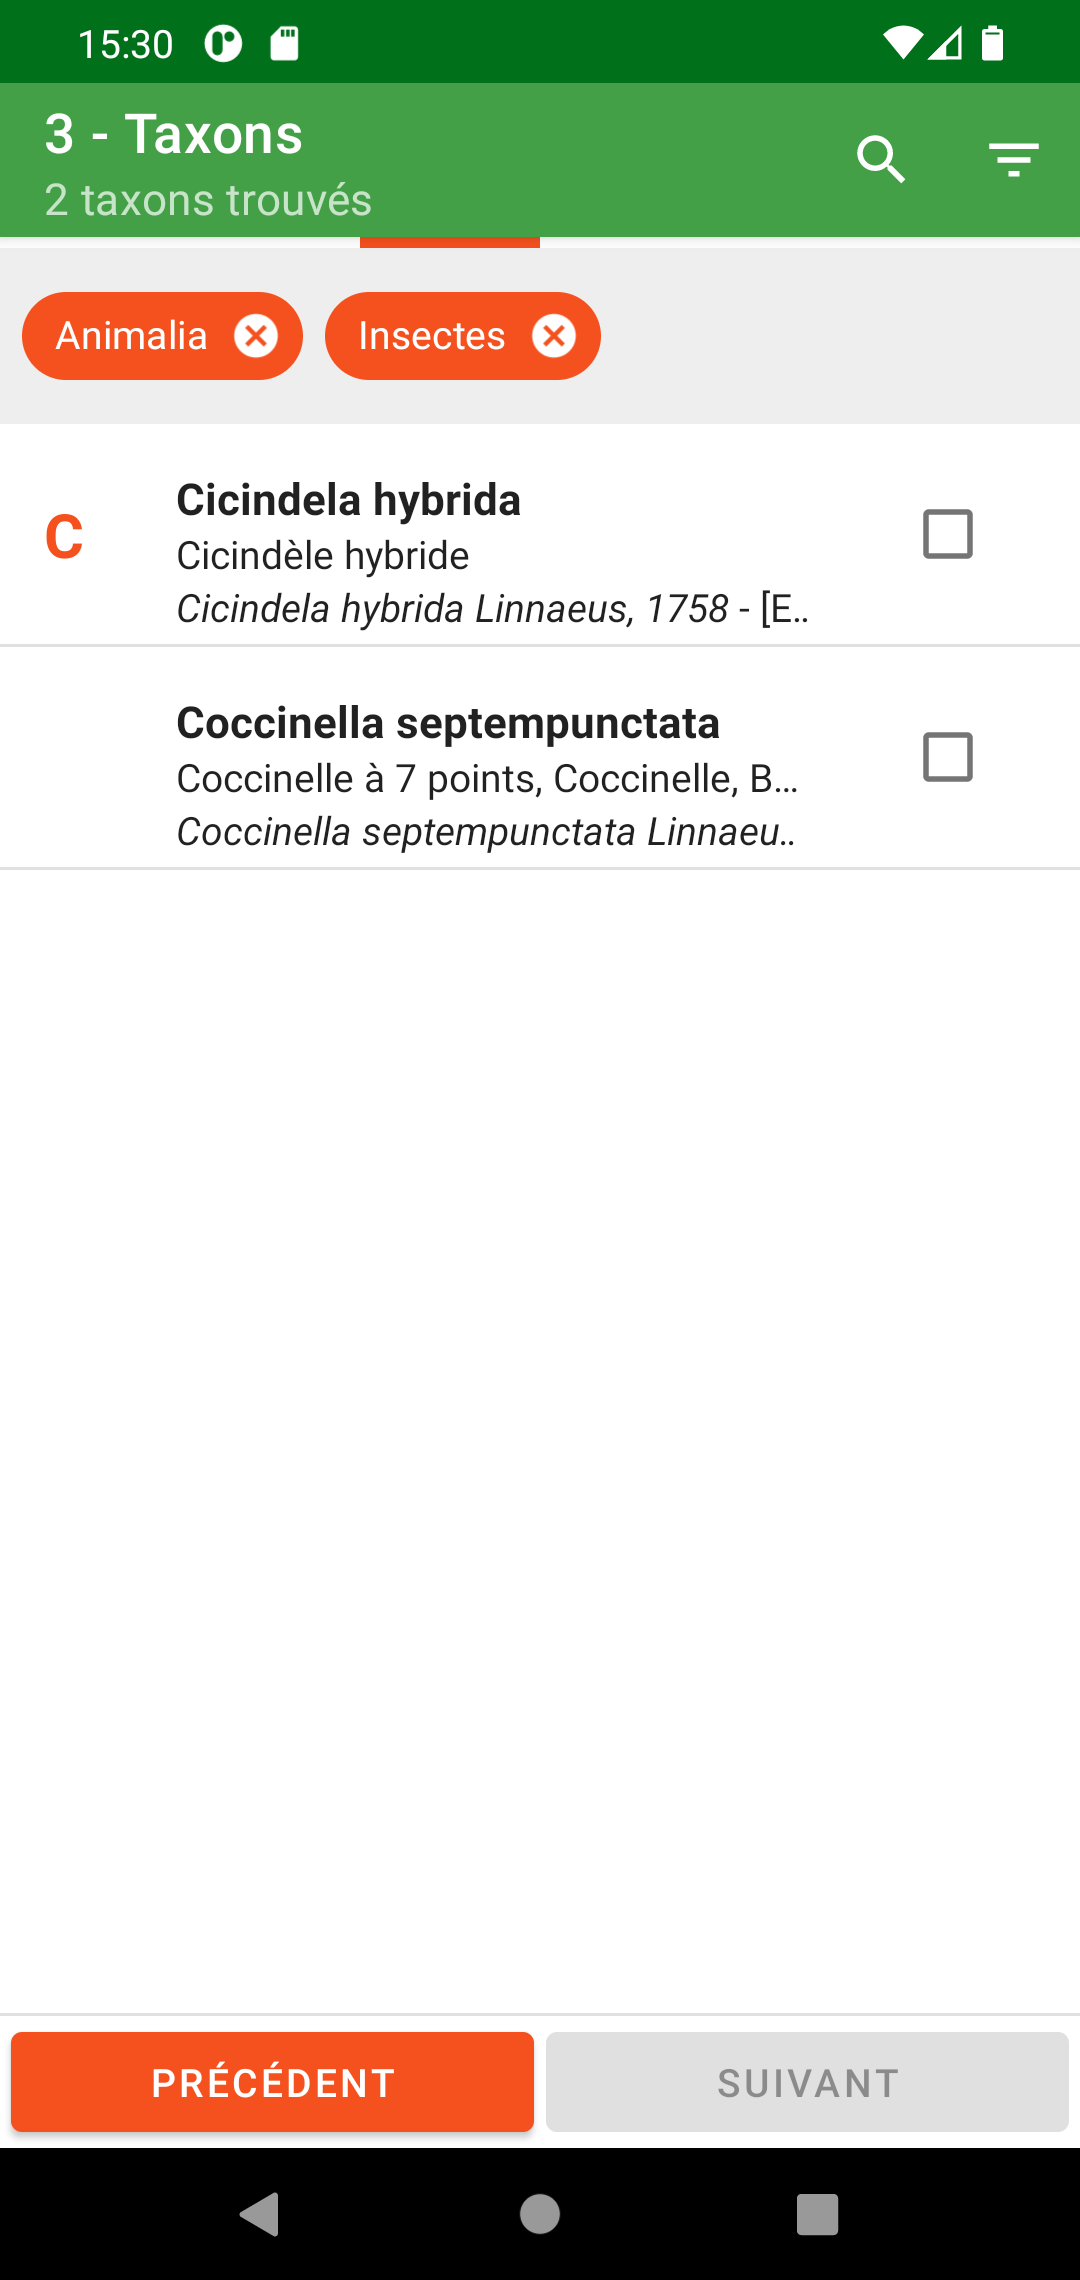 15:30
3 - Taxons
2 taxons trouvés
Animalia
Insectes
C
Cicindela hybrida
Cicindèle hybride
Cicindela hybrida Linnaeus, 1758 - [E..
Coccinella septempunctata
Coccinelle à 7 points, Coccinelle, B...
Coccinella septempunctata Linnaeu..
PRÉCÉDENT
SUIVANT